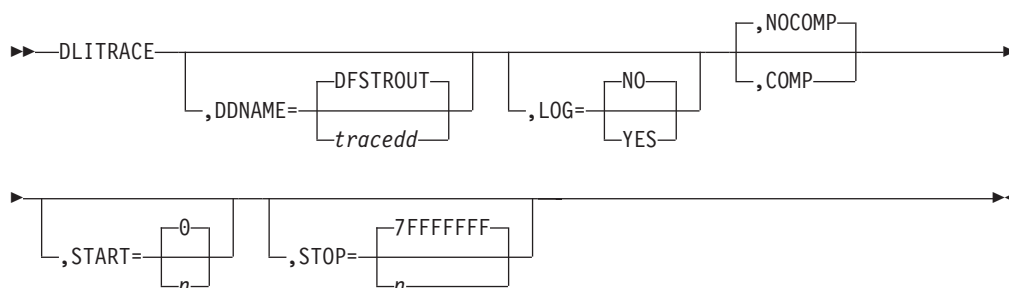 ,NOCOMP
DLITRACE
,COMP
DFSTROUT
,DDNAME=
tracedd
NO
,LOG=
YES
0
,START=
n
7FFFFFFF
,STOP=
n